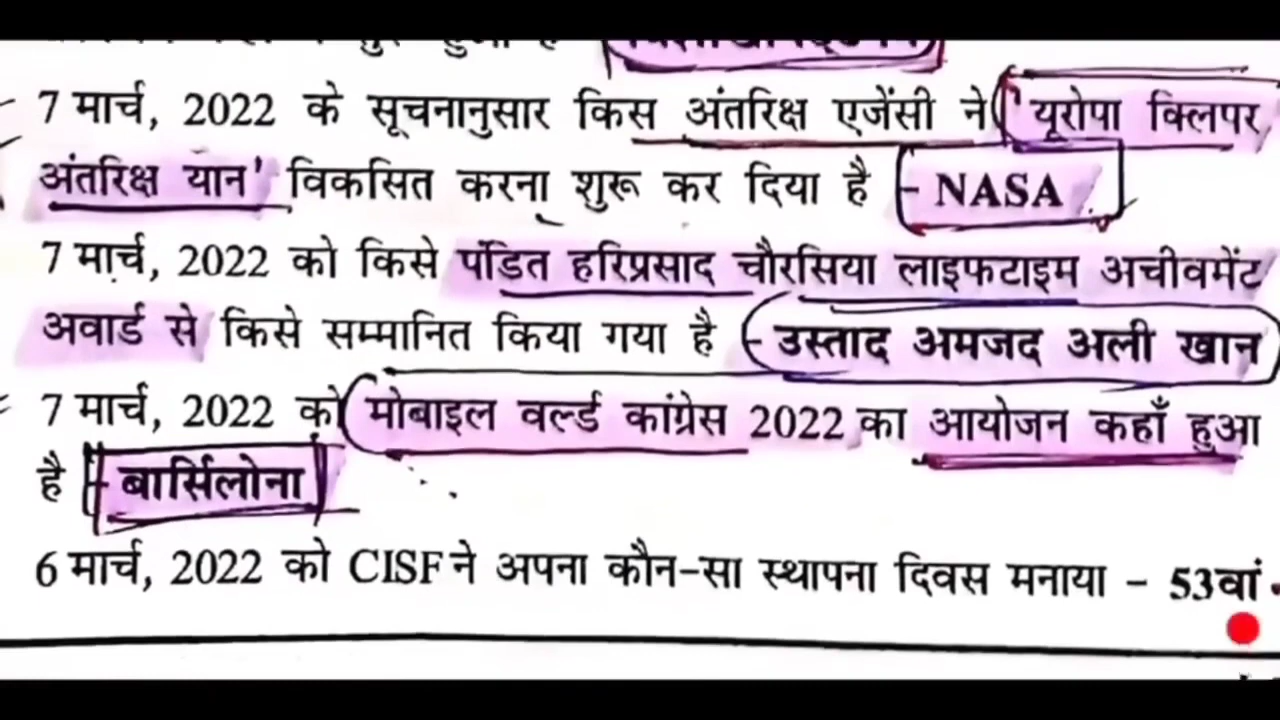 7 मार्च, 2022 के सूचनानुसार किस अंतरिक्ष एजेंसी ने 'यूरोपा क्लिपर
अंतरिक्ष यान' विकसित करना शुरू कर दिया है - NASA
7 मार्च, 2022 को किसे पंडित हरिप्रसाद चौरसिया लाइफटाइम अचीवमेंट
अवार्ड से किसे सम्मानित किया गया है - उस्ताद अमजद अली खान
7 मार्च, 2022 को मोबाइल वर्ल्ड कांग्रेस 2022 का आयोजन कहाँ हुआ
है - बार्सिलोना
6 मार्च, 2022 को CISF ने अपना कौन-सा स्थापना दिवस मनाया - 53वां